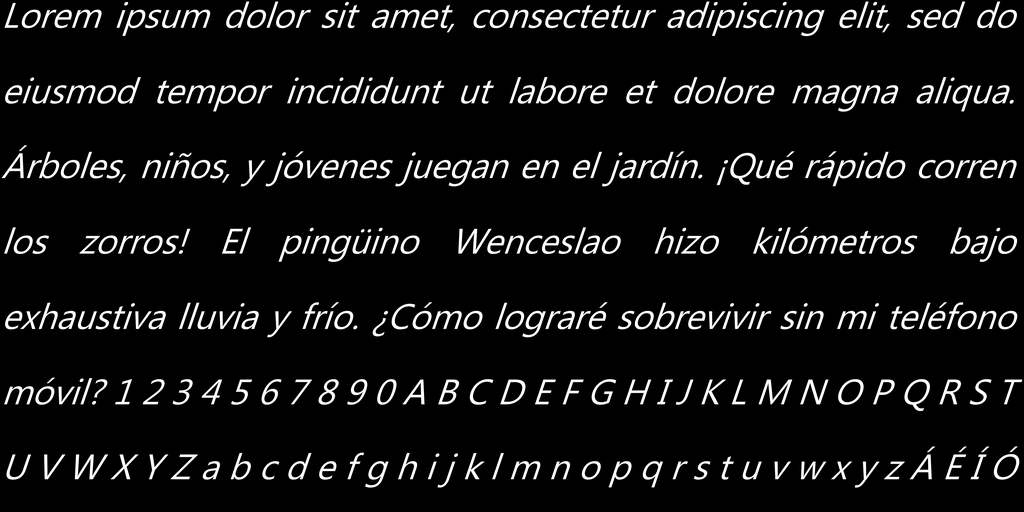 Lorem ipsum dolor sit amet, consectetur adipiscing elit, sed do
eiusmod tempor incididunt ut labore et dolore magna aliqua.
Árboles, niños, y jóvenes juegan en el jardín. ¡Qué rápido corren
los zorros! El pingüino Wenceslao hizo kilómetros bajo
exhaustiva lluvia y frío. ¿Cómo lograré sobrevivir sin mi teléfono
móvil? 1 2 3 4 5 6 7 8 9 0 A B C D E F G H I J K L M N O P Q R S T
U V W X Y Z a b c d e f g h i j k l m n o p q r s t u v w x y z Á É Í Ó